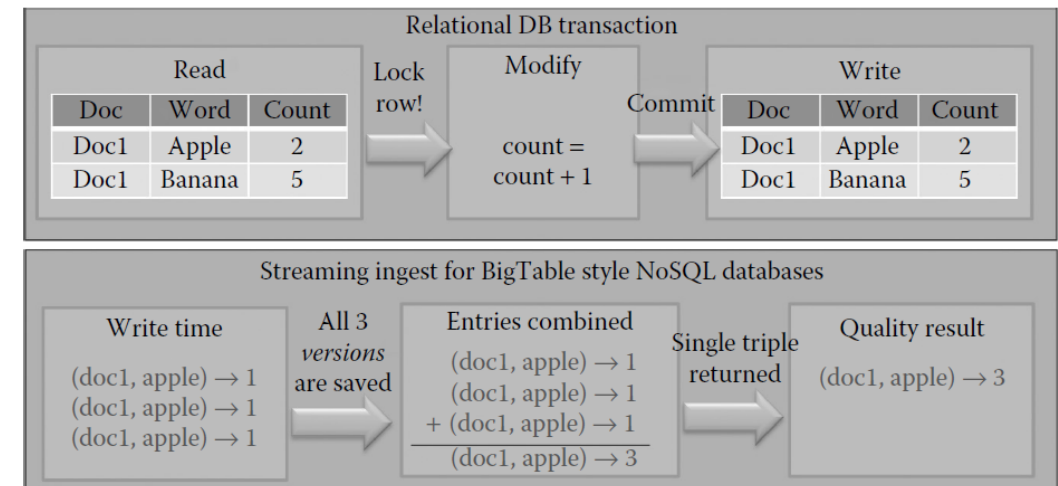 Relational DB transaction
Read
Doc Word Count
Doc1 Apple 2
Doc1 Banana 5
Lock
row!
Modify
count =
count + 1
Commit
Write
Doc Word Count
Doc1 Apple 2
Doc1 Banana 5
Streaming ingest for BigTable style NoSQL databases
Write time
(doc1, apple) → 1
(doc1, apple) → 1
(doc1, apple) → 1
All 3
versions
are saved
Entries combined
(doc1, apple) → 1
(doc1, apple) → 1
+ (doc1, apple) → 1
(doc1, apple) → 3
Single triple
returned
Quality result
(doc1, apple) → 3